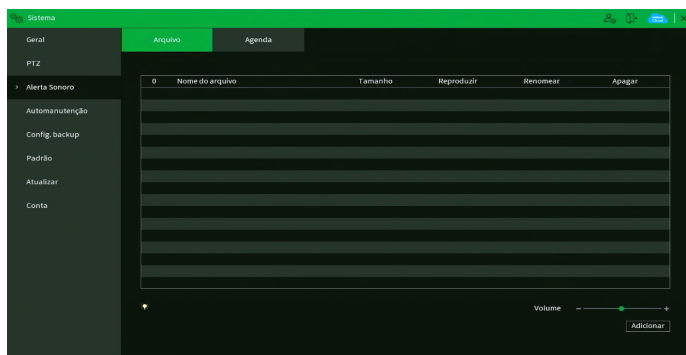 Sistema
Geral
PTZ
Alerta Sonoro
Automanutenção
Config. backup
Padrão
Atualizar
Conta
Arquivo Agenda
0 Nome do arquivo Tamanho Reproduzir Renomear Apagar
Volume
Adicionar